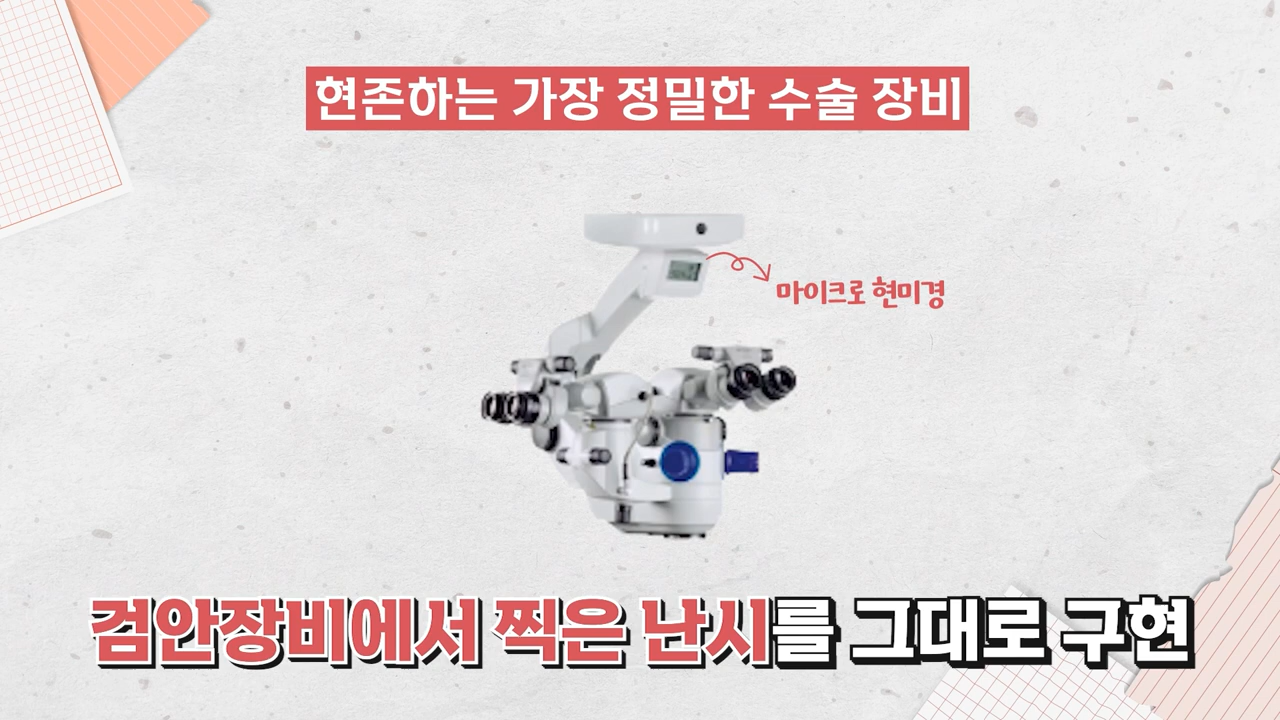 현존하는 가장 정밀한 수술 장비
마이크로 현미경
검안장비에서 찍은 난시를 그대로 구현